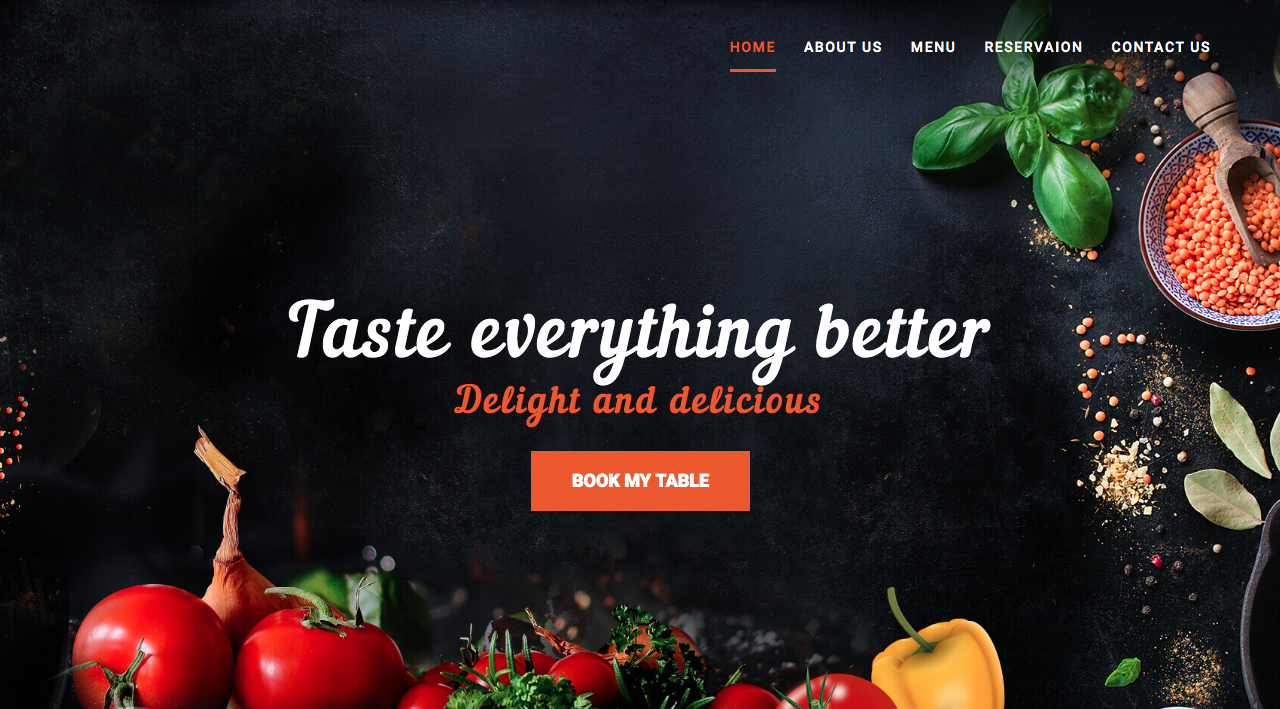 HOME ABOUT US MENU RESERVAION CONTACT US
Taste everything better
Delight and delicious
BOOK MY TABLE